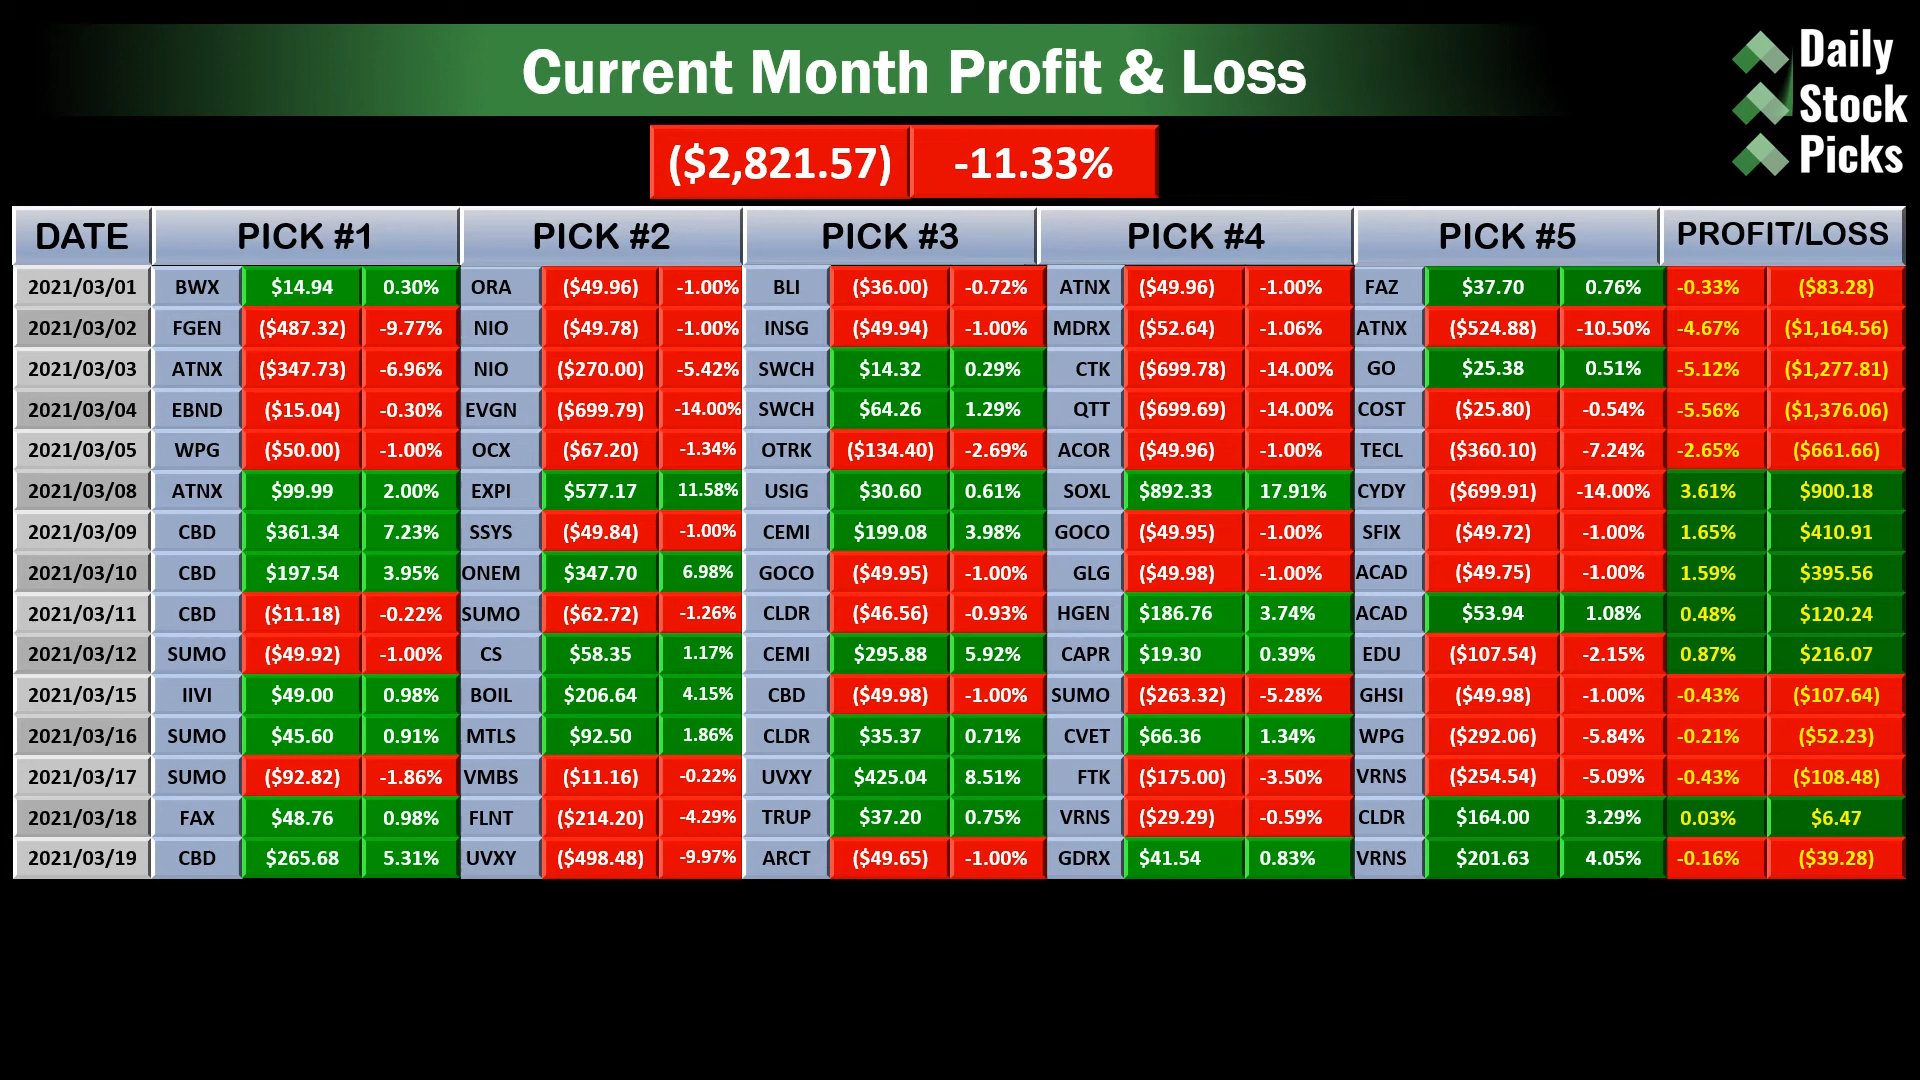 Current Month Profit & Loss
Daily
Stock
Picks
($2,821.57) -11.33%
DATE PICK #1 PICK #2 PICK #3 PICK #4 PICK #5 PROFIT/LOSS
2021/03/01 BWX $14.94 0.30% ORA ($49.96) -1.00% BLI ($36.00) -0.72% ATNX ($49.96) -1.00% FAZ $37.70 0.76% -0.33% ($83.28)
2021/03/02 FGEN ($487.32) -9.77% NIO ($49.78) -1.00% INSG ($49.94) -1.00% MDRX ($52.64) -1.06% ATNX ($524.88) -10.50% -4.67% ($1,164.56)
2021/03/03 ATNX ($347.73) -6.96% NIO ($270.00) -5.42% SWCH $14.32 0.29% CTK ($699.78) -14.00% GO $25.38 0.51% -5.12% ($1,277.81)
2021/03/04 EBND ($15.04) -0.30% EVGN ($699.79) -14.00% SWCH $64.26 1.29% QTT ($699.69) -14.00% COST ($25.80) -0.54% -5.56% ($1,376.06)
2021/03/05 WPG ($50.00) -1.00% OCX ($67.20) -1.34% OTRK ($134.40) -2.69% ACOR ($49.96) -1.00% TECL ($360.10) -7.24% -2.65% ($661.66)
2021/03/08 ATNX $99.99 2.00% EXPI $577.17 11.58% USIG $30.60 0.61% SOXL $892.33 17.91% CYDY ($699.91) -14.00% 3.61% $900.18
2021/03/09 CBD $361.34 7.23% SSYS ($49.84) -1.00% CEMI $199.08 3.98% GOCO ($49.95) -1.00% SFIX ($49.72) -1.00% 1.65% $410.91
2021/03/10 CBD $197.54 3.95% ONEM $347.70 6.98% GOCO ($49.95) -1.00% GLG ($49.98) -1.00% ACAD ($49.75) -1.00% 1.59% $395.56
2021/03/11 CBD ($11.18) -0.22% SUMO ($62.72) -1.26% CLDR ($46.56) -0.93% HGEN $186.76 3.74% ACAD $53.94 1.08% 0.48% $120.24
2021/03/12 SUMO ($49.92) -1.00% CS $58.35 1.17% CEMI $295.88 5.92% CAPR $19.30 0.39% EDU ($107.54) -2.15% 0.87% $216.07
2021/03/15 IIVI $49.00 0.98% BOIL $206.64 4.15% CBD ($49.98) -1.00% SUMO ($263.32) -5.28% GHSI ($49.98) -1.00% -0.43% ($107.64)
2021/03/16 SUMO $45.60 0.91% MTLS $92.50 1.86% CLDR $35.37 0.71% CVET $66.36 1.34% WPG ($292.06) -5.84% -0.21% ($52.23)
2021/03/17 SUMO ($92.82) -1.86% VMBS ($11.16) -0.22% UVXY $425.04 8.51% FTK ($175.00) -3.50% VRNS ($254.54) -5.09% -0.43% ($108.48)
2021/03/18 FAX $48.76 0.98% FLNT ($214.20) -4.29% TRUP $37.20 0.75% VRNS ($29.29) -0.59% CLDR $164.00 3.29% 0.03% $6.47
2021/03/19 CBD $265.68 5.31% UVXY ($498.48) -9.97% ARCT ($49.65) -1.00% GDRX $41.54 0.83% VRNS $201.63 4.05% -0.16% ($39.28)